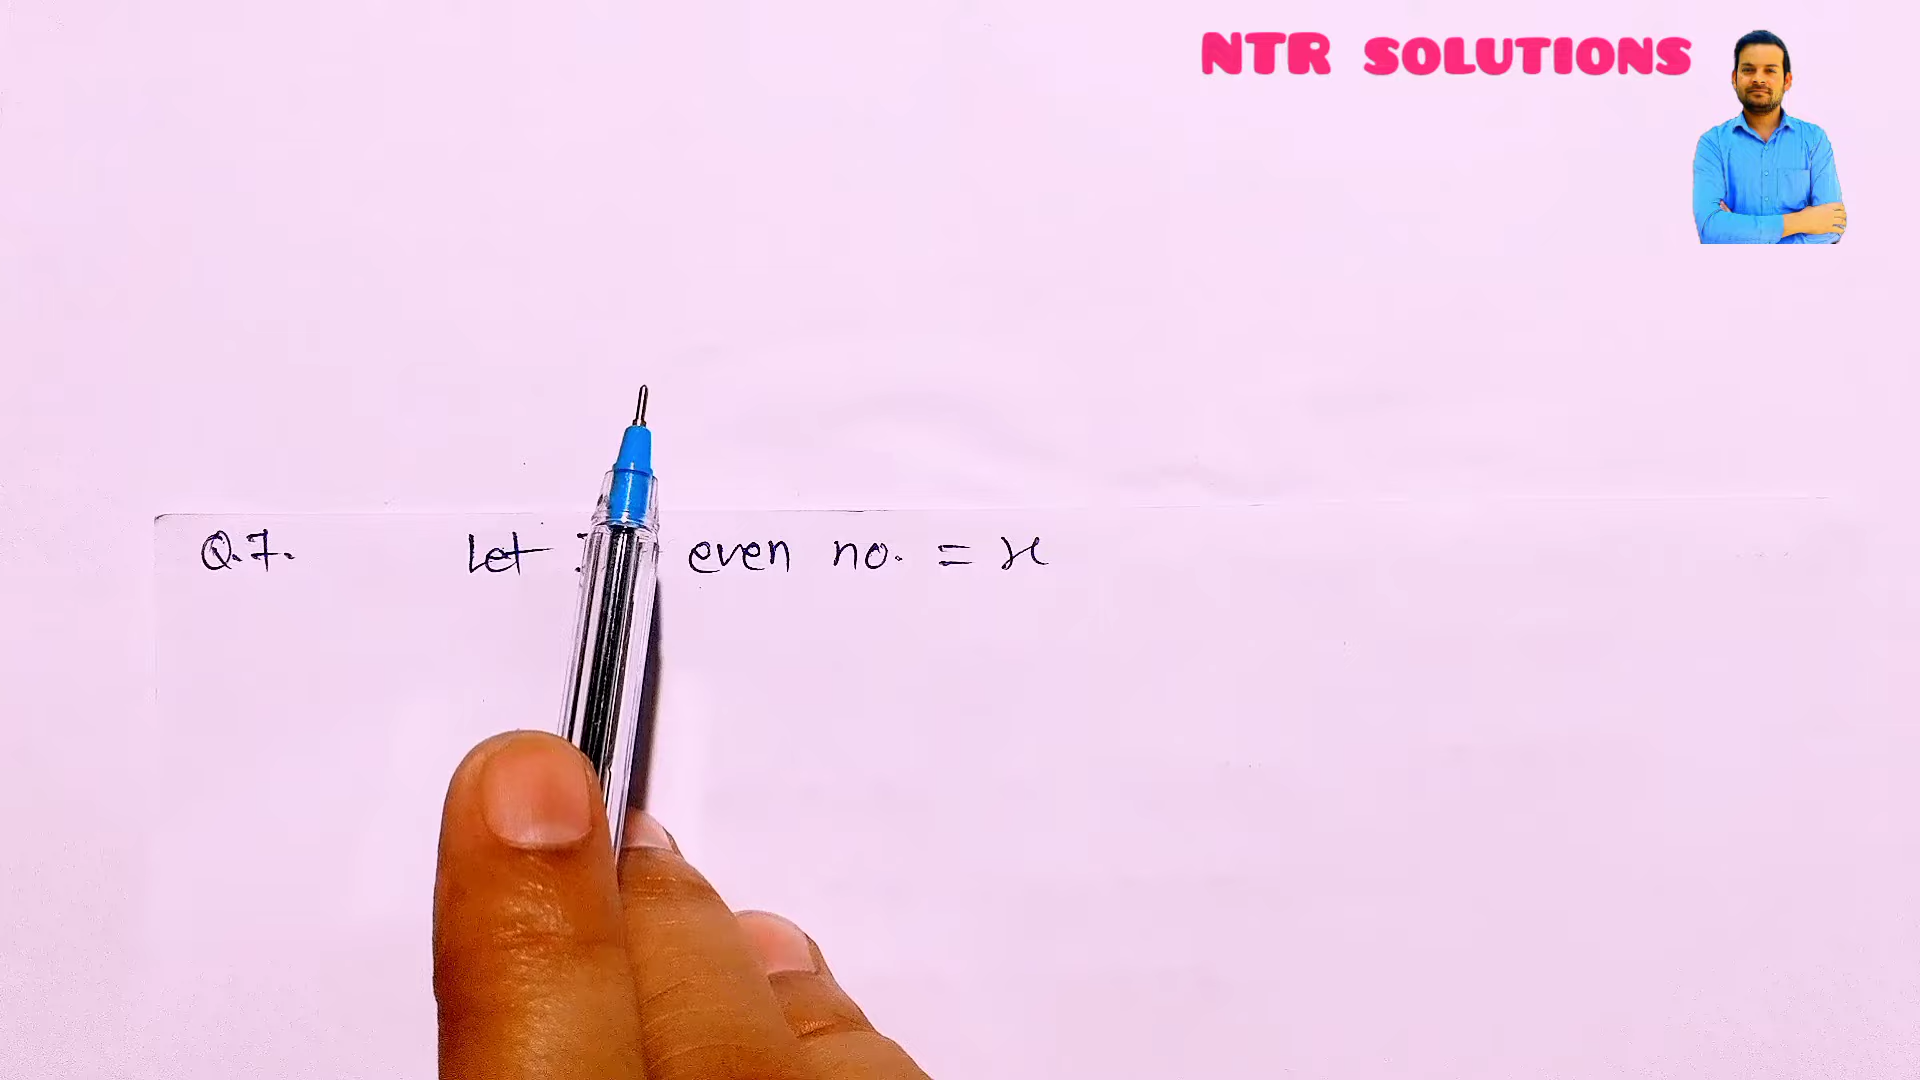 NTR SOLUTIONS
Q.7. Let even no. = x